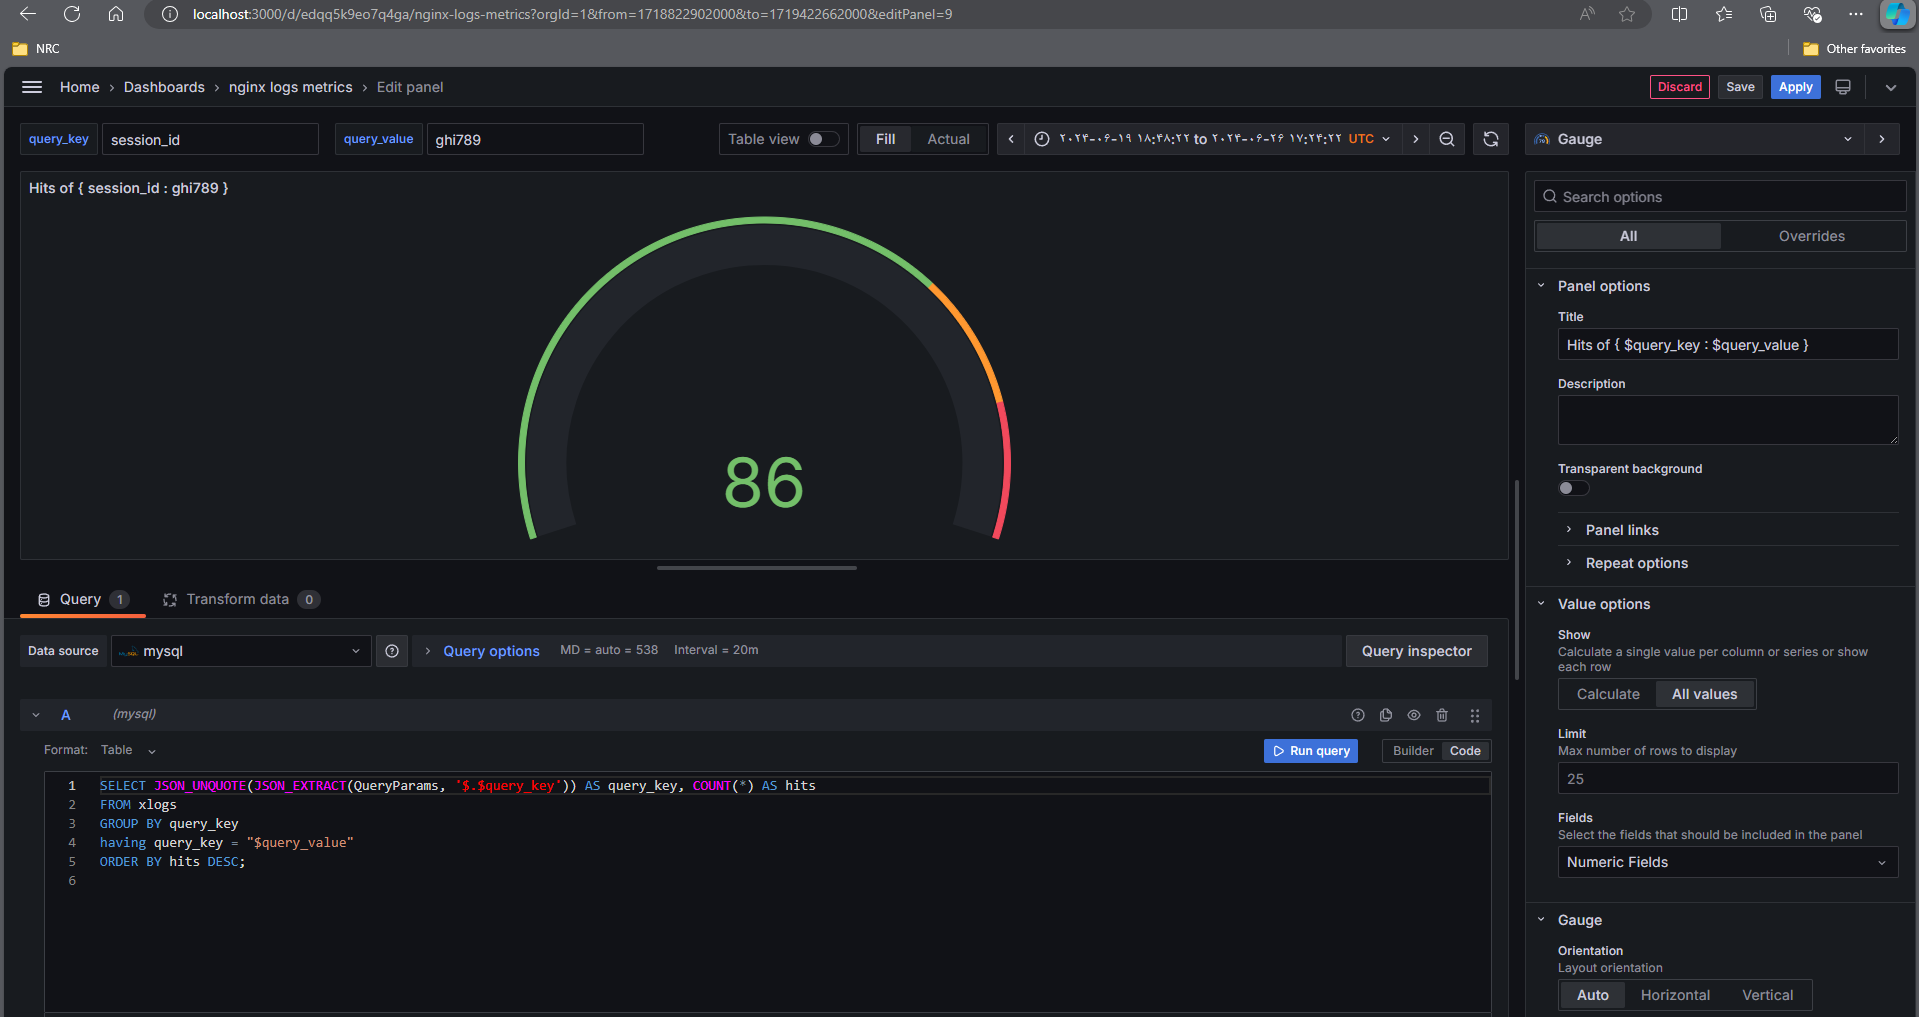 localhost:3000/d/edqq5k9eo7q4ga/nginx-logs-metrics?orgId=1&from=1718822902000&to=1719422662000&editPanel=9
NRC
Other favorites
Home › Dashboards › nginx logs metrics › Edit panel
Discard Save Apply
query_key session_id query_value ghi789
Table view Fill Actual
۲۰۲۴-۰۶-۱۹ ۱۸:۴۸:۲۲ to ۲۰۲۴-۰۶-۲۶ ۱۷:۲۴:۲۲ UTC
Gauge
Hits of { session_id : ghi789 }
86
Search options
All Overrides
Panel options
Title
Hits of { $query_key : $query_value }
Description
Transparent background
Panel links
Repeat options
Query 1 Transform data 0
Data source mysql Query options MD = auto = 538 Interval = 20m Query inspector
A (mysql)
Format: Table Run query Builder Code
1 SELECT JSON_UNQUOTE(JSON_EXTRACT(QueryParams, '$.$query_key')) AS query_key, COUNT(*) AS hits
2 FROM xlogs
3 GROUP BY query_key
4 having query_key = "$query_value"
5 ORDER BY hits DESC;
6
Value options
Show
Calculate a single value per column or series or show
each row
Calculate All values
Limit
Max number of rows to display
25
Fields
Select the fields that should be included in the panel
Numeric Fields
Gauge
Orientation
Layout orientation
Auto Horizontal Vertical